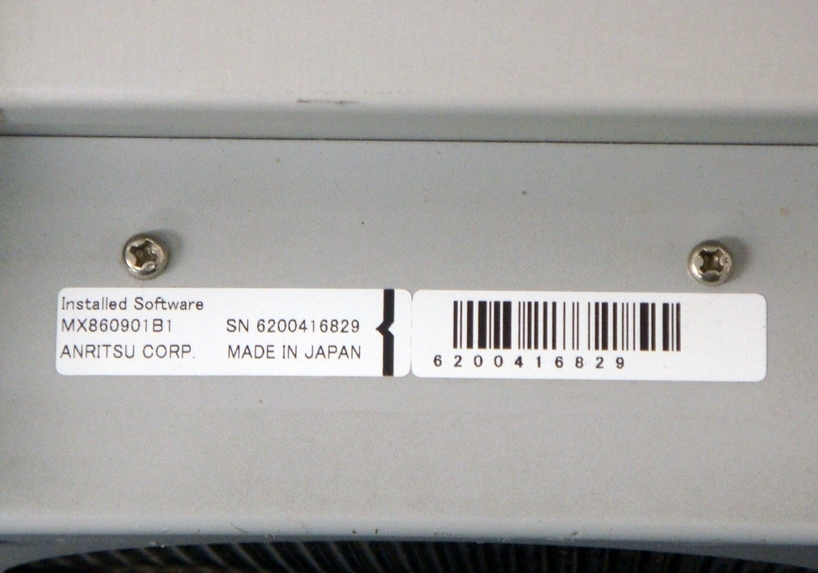 Installed Software
MX860901B1 SN 6200416829
ANRITSU CORP. MADE IN JAPAN
6200416829